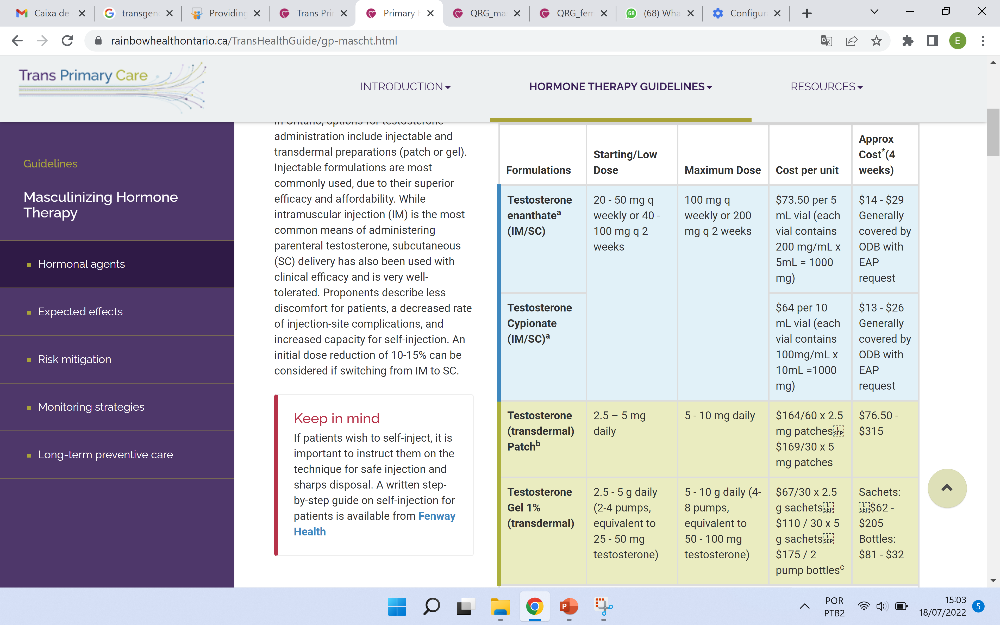 Caixa de
transgen
Providing
Trans Pri
Primary H
QRG_ma
QRG_fem
(68) Wha
Configur
rainbowhealthontario.ca/TransHealthGuide/gp-mascht.html
E
Trans Primary Care
INTRODUCTION
HORMONE THERAPY GUIDELINES
RESOURCES
Guidelines
Masculinizing Hormone
Therapy
Hormonal agents
Expected effects
Risk mitigation
Monitoring strategies
Long-term preventive care
In Ontario, options for testosterone
administration include injectable and
transdermal preparations (patch or gel).
Injectable formulations are most
commonly used, due to their superior
efficacy and affordability. While
intramuscular injection (IM) is the most
common means of administering
parenteral testosterone, subcutaneous
(SC) delivery has also been used with
clinical efficacy and is very well-
tolerated. Proponents describe less
discomfort for patients, a decreased rate
of injection-site complications, and
increased capacity for self-injection. An
initial dose reduction of 10-15% can be
considered if switching from IM to SC.
Keep in mind
If patients wish to self-inject, it is
important to instruct them on the
technique for safe injection and
sharps disposal. A written step-
by-step guide on self-injection for
patients is available from Fenway
Health
Formulations
Starting/Low
Dose
Maximum Dose
Cost per unit
Approx
Cost*(4
weeks)
Testosterone
enanthateᵃ
(IM/SC)
20 - 50 mg q
weekly or 40 -
100 mg q 2
weeks
100 mg q
weekly or 200
mg q 2 weeks
$73.50 per 5
mL vial (each
vial contains
200 mg/mL x
5mL = 1000
mg)
$14 - $29
Generally
covered by
ODB with
EAP
request
Testosterone
Cypionate
(IM/SC)ᵃ
$64 per 10
mL vial (each
vial contains
100mg/mL x
10mL =1000
mg)
$13 - $26
Generally
covered by
ODB with
EAP
request
Testosterone
(transdermal)
Patchᵇ
2.5 – 5 mg
daily
5 - 10 mg daily
$164/60 x 2.5
mg patches L SEP
$169/30 x 5
mg patches
$76.50 -
$315
Testosterone
Gel 1%
(transdermal)
2.5 - 5 g daily
(2-4 pumps,
equivalent to
25 - 50 mg
testosterone)
5 - 10 g daily (4-
8 pumps,
equivalent to
50 - 100 mg
testosterone)
$67/30 x 2.5
g sachets L SEP
$110 / 30 x 5
g sachets L SEP
$175 / 2
pump bottlesᶜ
Sachets:
L SEP $62 -
$205
Bottles:
$81 - $32
POR
PTB2
15:03
18/07/2022
5